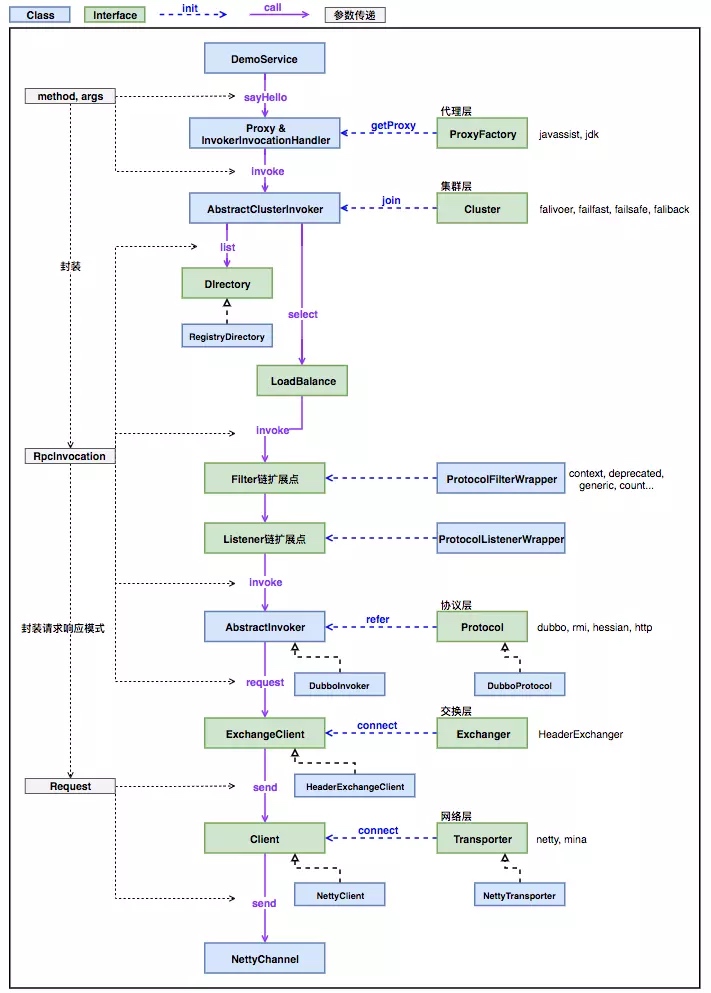 Class
Interface
init
call
参数传递
DemoService
method, args
sayHello
代理层
Proxy &
InvokerInvocationHandler
getProxy
ProxyFactory
javassist, jdk
invoke
集群层
AbstractClusterInvoker
join
Cluster
falivoer, failfast, failsafe, faliback
list
封装
DIrectory
select
RegistryDirectory
LoadBalance
invoke
RpcInvocation
Filter链扩展点
ProtocolFilterWrapper
context, deprecated,
generic, count...
Listener链扩展点
ProtocolListenerWrapper
invoke
协议层
封装请求响应模式
AbstractInvoker
refer
Protocol
dubbo, rmi, hessian, http
request
DubboInvoker
DubboProtocol
交换层
ExchangeClient
connect
Exchanger
HeaderExchanger
Request
send
HeaderExchangeClient
网络层
Client
connect
Transporter
netty, mina
NettyClient
NettyTransporter
send
NettyChannel